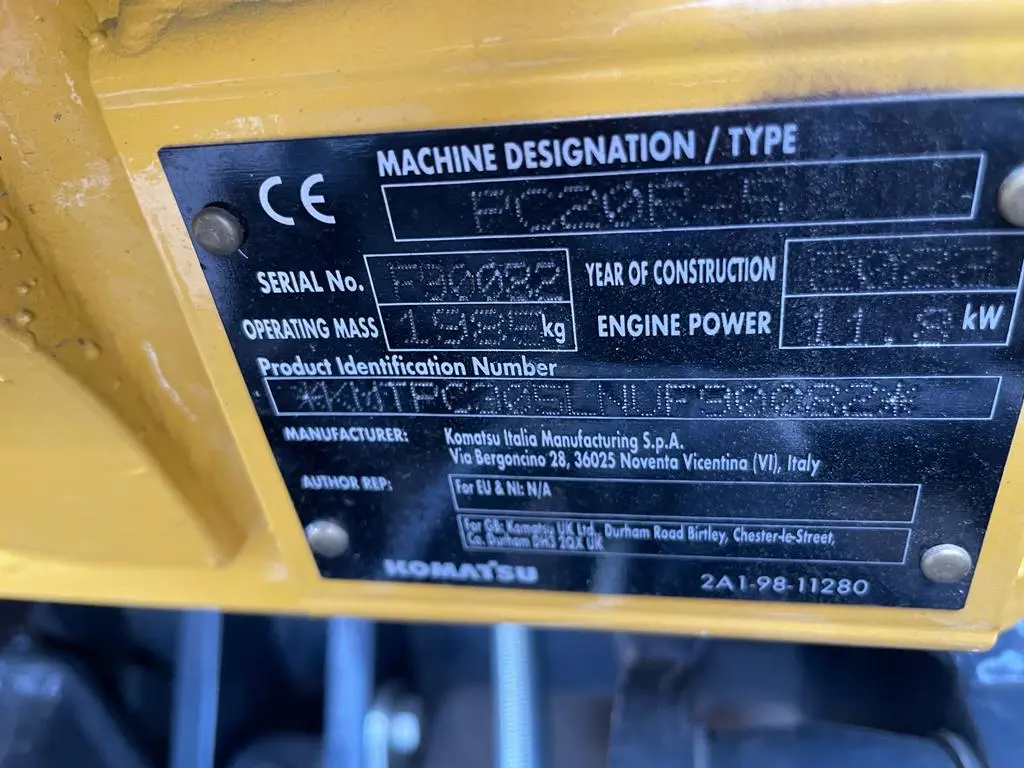 CE
MACHINE DESIGNATION / TYPE
PC20R-5
SERIAL No. F90082
YEAR OF CONSTRUCTION
OPERATING MASS kg
ENGINE POWER 11.8 kW
Product Identification Number
MANUFACTURER: Komatsu Italia Manufacturing S.p.A.
Via Bergoncino 28, 36025 Noventa Vicentina (VI), Italy
AUTHOR REP: For EU & NI: N/A
For GB: Komatsu UK Ltd, Durham Road Birtley, Chester-le-Street,
Co. Durham DH3 2QX UK
KOMATSU
2A1-98-11280